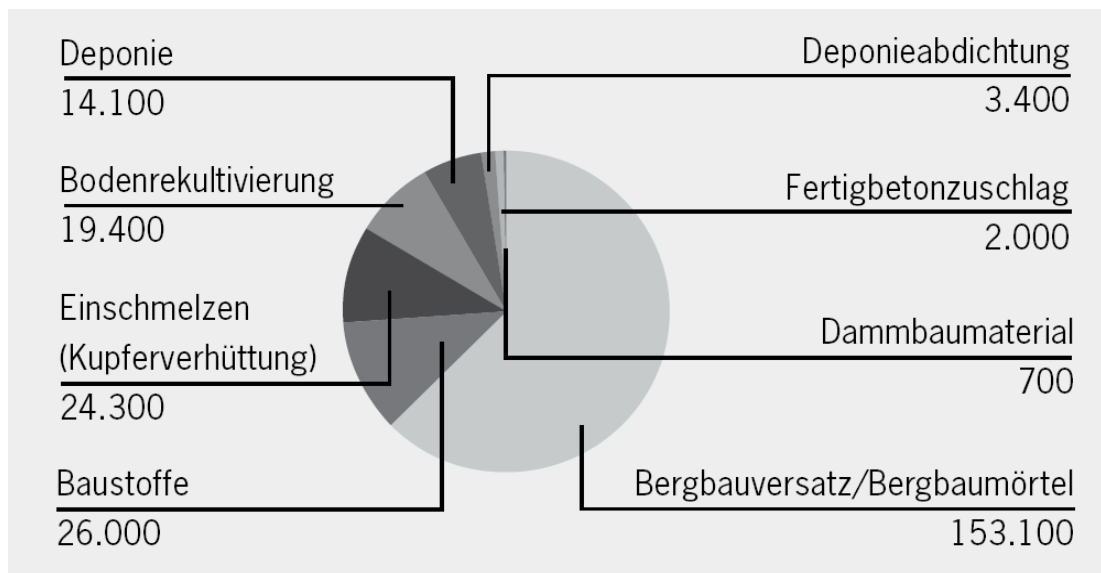 Deponie
14.100
Bodenrekultivierung
19.400
Einschmelzen
(Kupferverhüttung)
24.300
Baustoffe
26.000
Deponieabdichtung
3.400
Fertigbetonzuschlag
2.000
Dammbaumaterial
700
Bergbauversatz/Bergbaumörtel
153.100